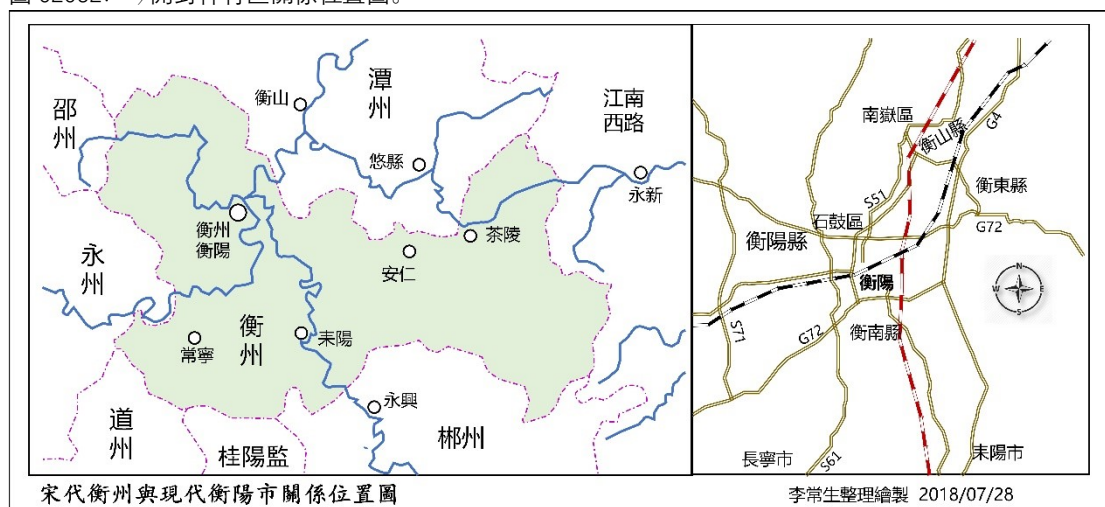 衡山
潭
州
江南
西路
邵
州
悠縣
永新
衡州
衡陽
茶陵
安仁
永
州
衡
州
常寧
耒陽
永興
道
州
桂陽監
郴州
宋代衡州與現代衡陽市關係位置圖
南嶽區
衡山縣
G4
衡東縣
S51
石鼓區
G72
衡陽縣
N
W
E
S
衡陽
S71
G72
衡南縣
長寧市
S61
耒陽市
李常生整理繪製 2018/07/28